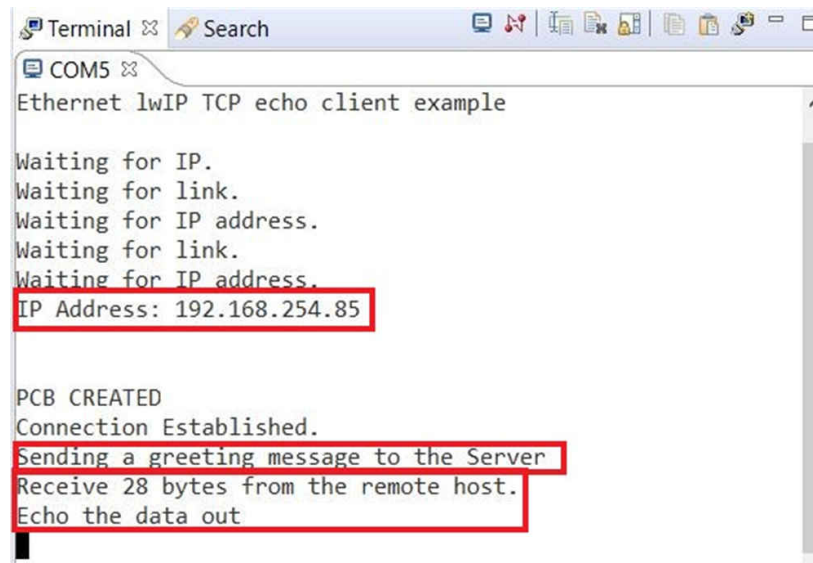 Terminal Search
COM5
Ethernet lwIP TCP echo client example
Waiting for IP.
Waiting for link.
Waiting for IP address.
Waiting for link.
Waiting for IP address.
IP Address: 192.168.254.85
PCB CREATED
Connection Established.
Sending a greeting message to the Server
Receive 28 bytes from the remote host.
Echo the data out